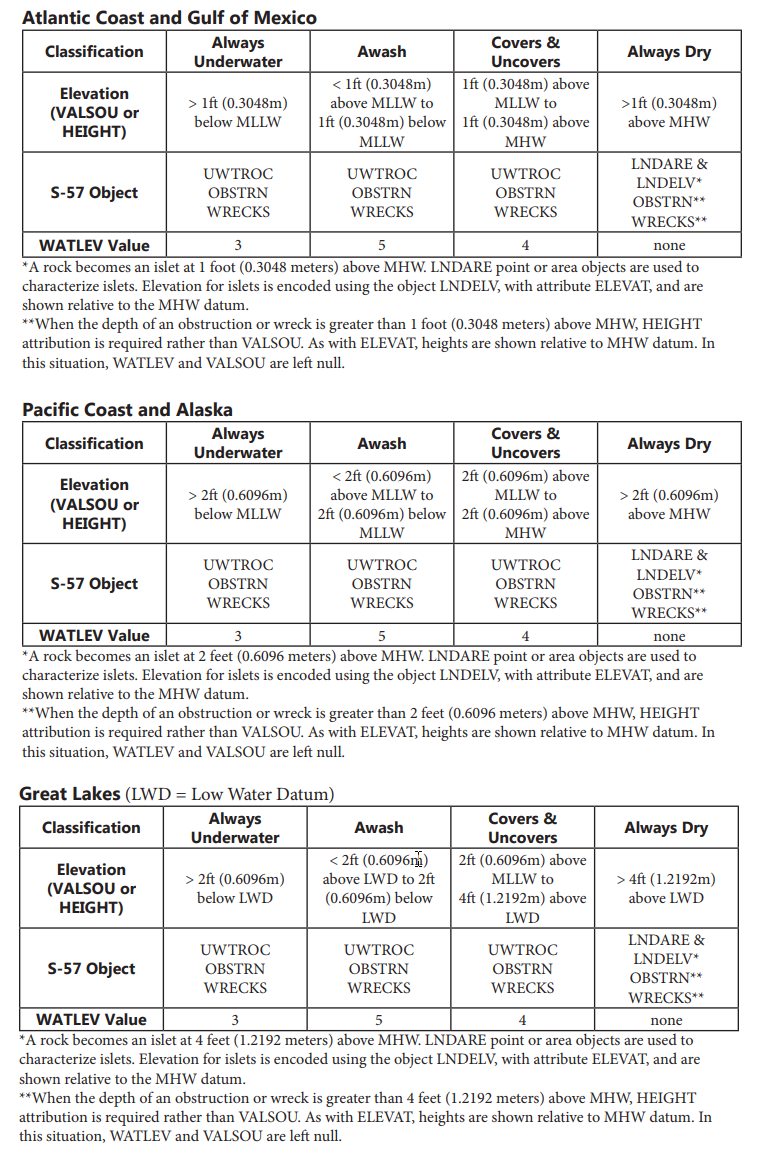 Atlantic Coast and Gulf of Mexico
Classification
Always
Underwater
Awash
Covers &
Uncovers
Always Dry
Elevation
(VALSOU or
HEIGHT)
> 1ft (0.3048m)
below MLLW
< 1ft (0.3048m)
above MLLW to
1ft (0.3048m) below
MLLW
1ft (0.3048m) above
MLLW to
1ft (0.3048m) above
MHW
>1ft (0.3048m)
above MHW
S-57 Object
UWTROC
OBSTRN
WRECKS
UWTROC
OBSTRN
WRECKS
UWTROC
OBSTRN
WRECKS
LNDARE &
LNDELV*
OBSTRN**
WRECKS**
WATLEV Value
3
5
4
none
*A rock becomes an islet at 1 foot (0.3048 meters) above MHW. LNDARE point or area objects are used to
characterize islets. Elevation for islets is encoded using the object LNDELV, with attribute ELEVAT, and are
shown relative to the MHW datum.
**When the depth of an obstruction or wreck is greater than 1 foot (0.3048 meters) above MHW, HEIGHT
attribution is required rather than VALSOU. As with ELEVAT, heights are shown relative to MHW datum. In
this situation, WATLEV and VALSOU are left null.
Pacific Coast and Alaska
Classification
Always
Underwater
Awash
Covers &
Uncovers
Always Dry
Elevation
(VALSOU or
HEIGHT)
> 2ft (0.6096m)
below MLLW
< 2ft (0.6096m)
above MLLW to
2ft (0.6096m) below
MLLW
2ft (0.6096m) above
MLLW to
2ft (0.6096m) above
MHW
> 2ft (0.6096m)
above MHW
S-57 Object
UWTROC
OBSTRN
WRECKS
UWTROC
OBSTRN
WRECKS
UWTROC
OBSTRN
WRECKS
LNDARE &
LNDELV*
OBSTRN**
WRECKS**
WATLEV Value
3
5
4
none
*A rock becomes an islet at 2 feet (0.6096 meters) above MHW. LNDARE point or area objects are used to
characterize islets. Elevation for islets is encoded using the object LNDELV, with attribute ELEVAT, and are
shown relative to the MHW datum.
**When the depth of an obstruction or wreck is greater than 2 feet (0.6096 meters) above MHW, HEIGHT
attribution is required rather than VALSOU. As with ELEVAT, heights are shown relative to MHW datum. In
this situation, WATLEV and VALSOU are left null.
Great Lakes (LWD = Low Water Datum)
Classification
Always
Underwater
Awash
Covers &
Uncovers
Always Dry
Elevation
(VALSOU or
HEIGHT)
> 2ft (0.6096m)
below LWD
< 2ft (0.6096m)
above LWD to 2ft
(0.6096m) below
LWD
2ft (0.6096m) above
MLLW to
4ft (1.2192m) above
LWD
> 4ft (1.2192m)
above LWD
S-57 Object
UWTROC
OBSTRN
WRECKS
UWTROC
OBSTRN
WRECKS
UWTROC
OBSTRN
WRECKS
LNDARE &
LNDELV*
OBSTRN**
WRECKS**
WATLEV Value
3
5
4
none
*A rock becomes an islet at 4 feet (1.2192 meters) above MHW. LNDARE point or area objects are used to
characterize islets. Elevation for islets is encoded using the object LNDELV, with attribute ELEVAT, and are
shown relative to the MHW datum.
**When the depth of an obstruction or wreck is greater than 4 feet (1.2192 meters) above MHW, HEIGHT
attribution is required rather than VALSOU. As with ELEVAT, heights are shown relative to MHW datum. In
this situation, WATLEV and VALSOU are left null.